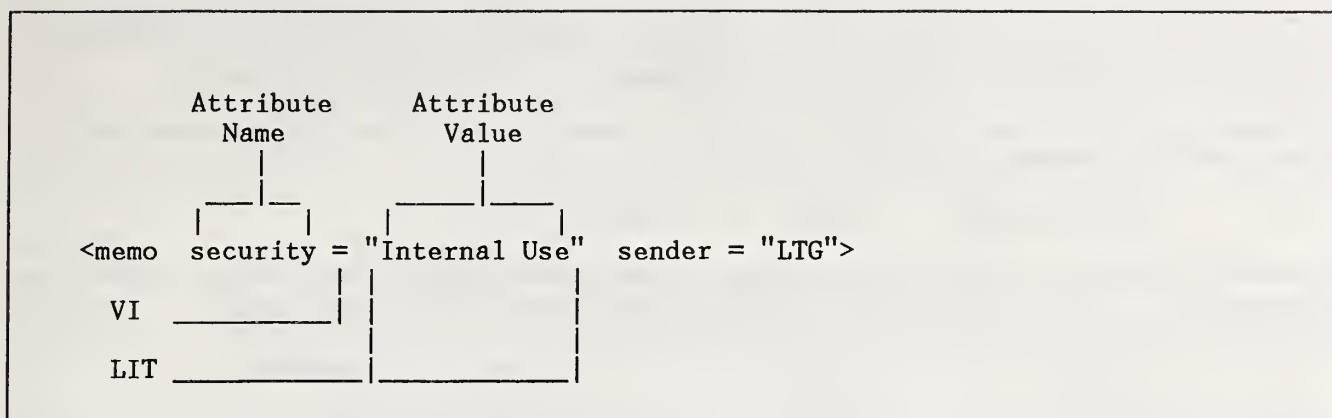 Attribute Attribute
Name Value
<memo security = "Internal Use" sender = "LTG">
VI
LIT